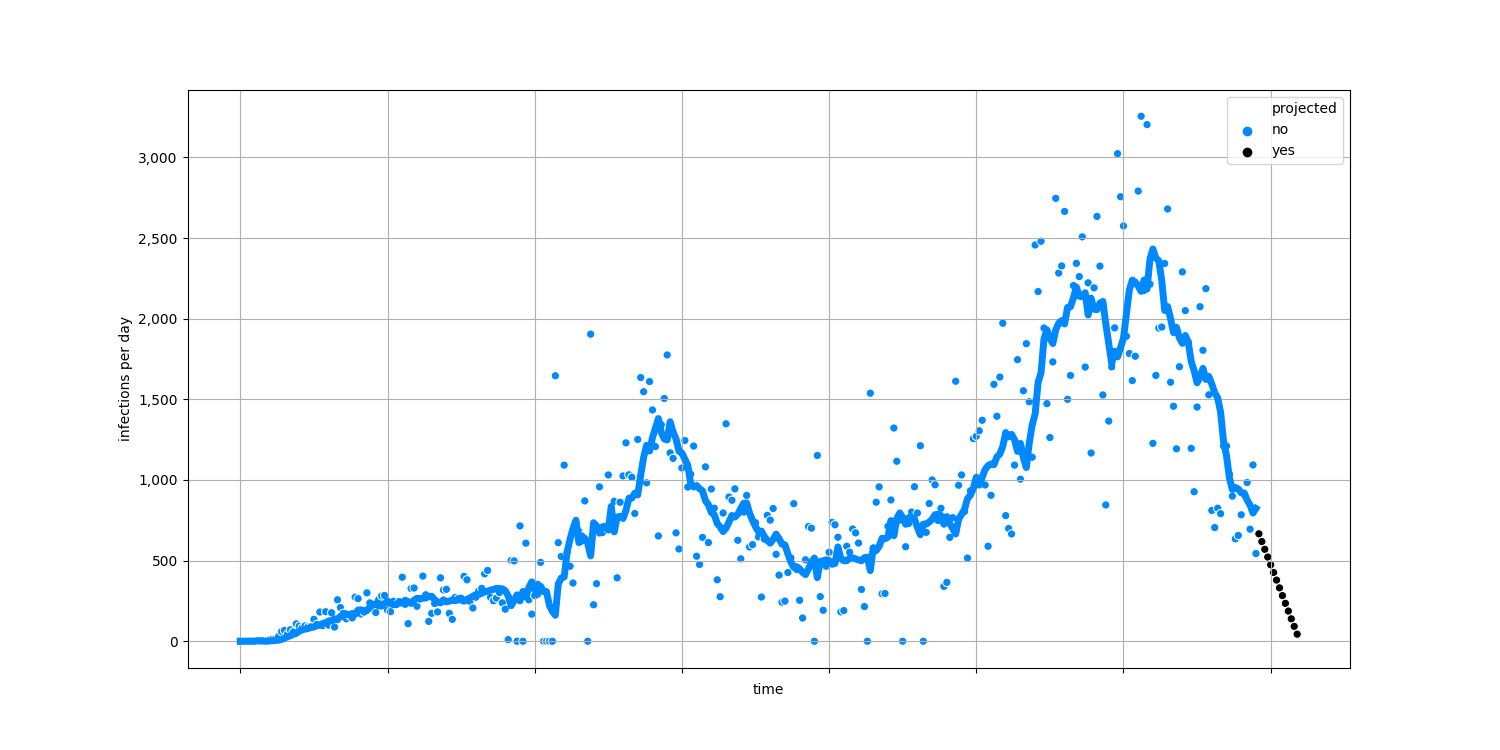 projected
no
yes
3,000
2,500
2,000
1,500
1,000
500
0
infections per day
time